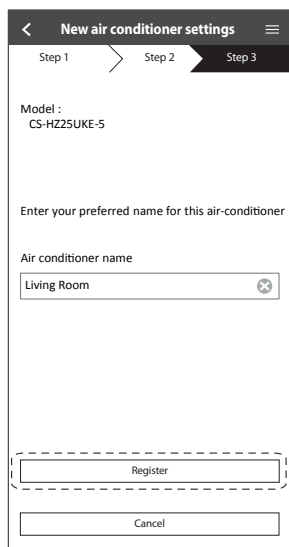 New air conditioner settings
Step 1 Step 2 Step 3
Model :
CS-HZ25UKE-5
Enter your preferred name for this air-conditioner
Air conditioner name
Living Room
Register
Cancel